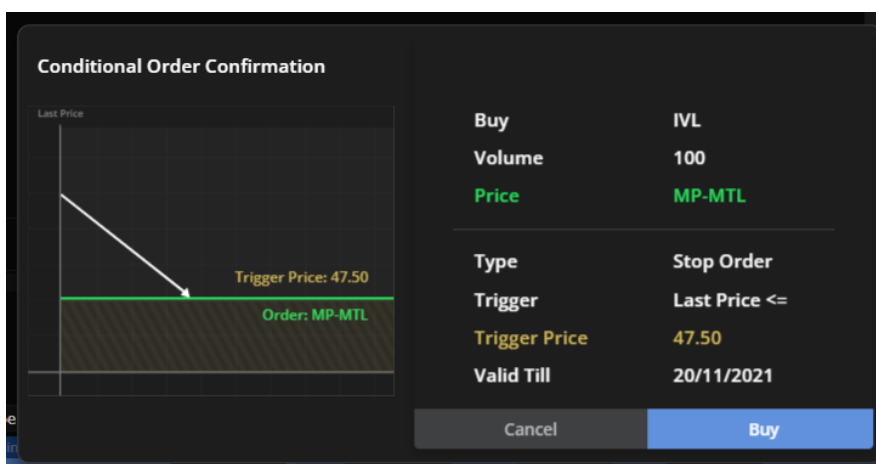 Conditional Order Confirmation
Last Price
Trigger Price: 47.50
Order: MP-MTL
Buy IVL
Volume 100
Price MP-MTL
Type Stop Order
Trigger Last Price <=
Trigger Price 47.50
Valid Till 20/11/2021
Cancel Buy